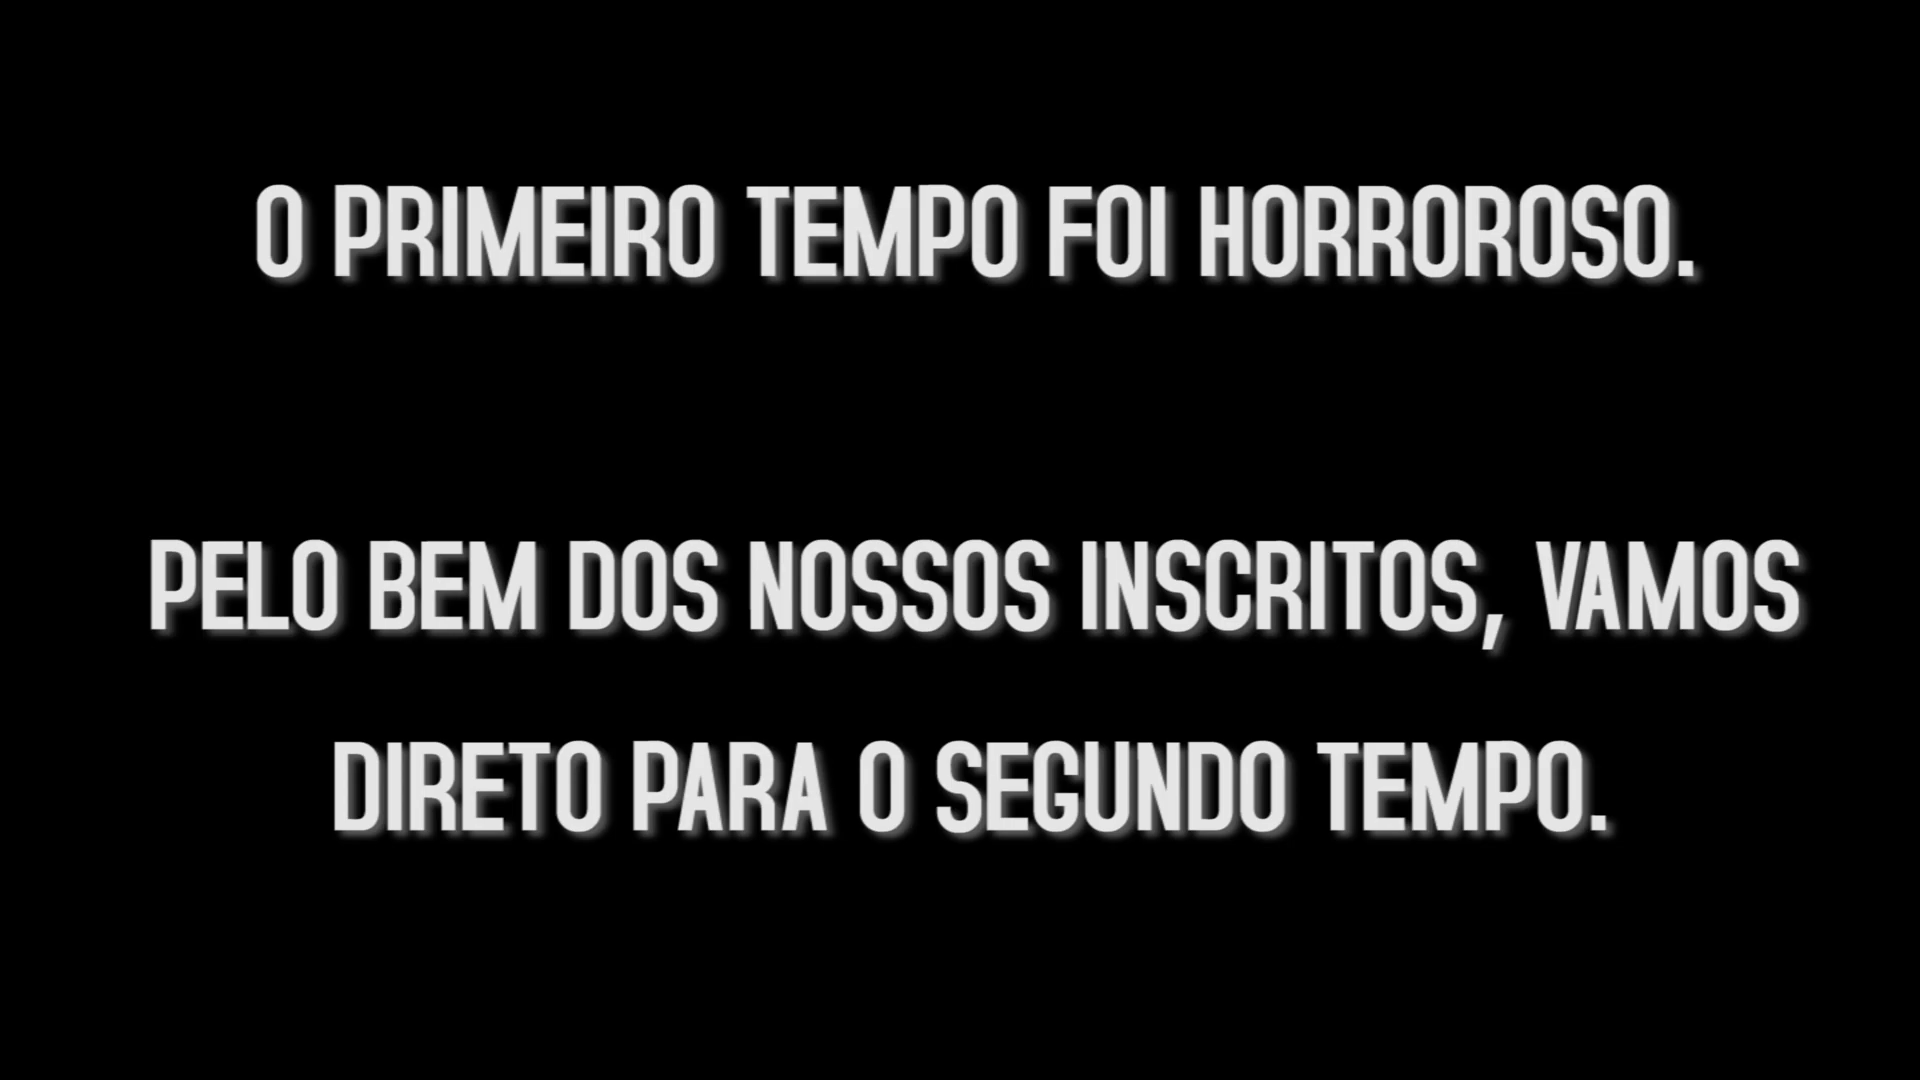 O PRIMEIRO TEMPO FOI HORROROSO.
PELO BEM DOS NOSSOS INSCRITOS, VAMOS
DIRETO PARA O SEGUNDO TEMPO.